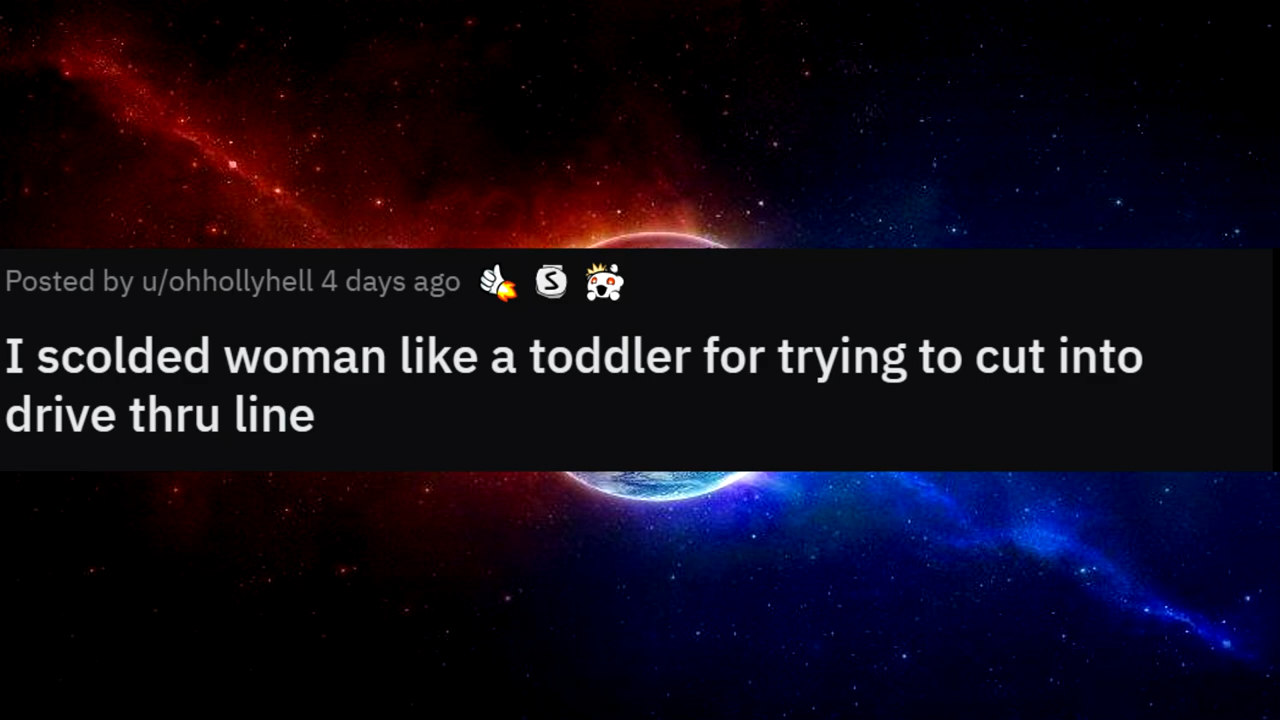 Posted by u/ohhollyhell 4 days ago
I scolded woman like a toddler for trying to cut into
drive thru line